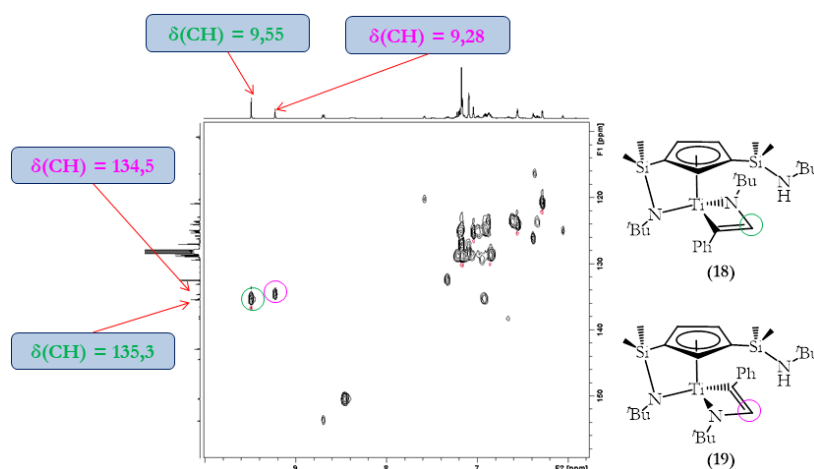 δ(CH) = 9,55
δ(CH) = 9,28
δ(CH) = 134,5
δ(CH) = 135,3
F1 [ppm]
120
130
140
150
9
8
7
F2 [ppm]
Si
Si
ᵗBu
N
H
ᵗBu
N
N
Ti
ᵗBu
Ph
(18)
Si
Si
ᵗBu
N
H
Ph
Ti
N
N
ᵗBu
ᵗBu
(19)